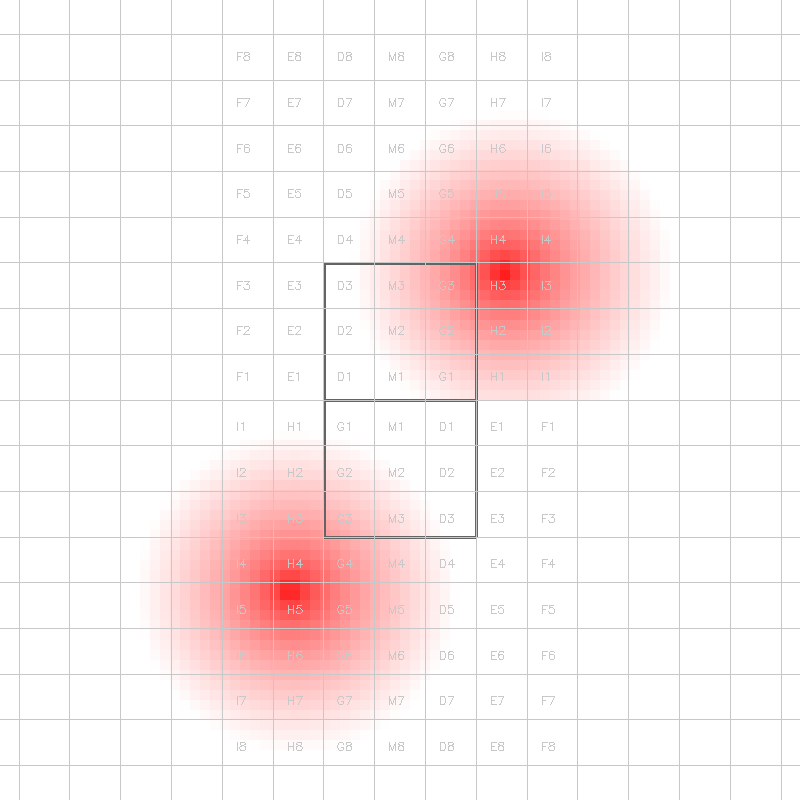 F8 E8 D8 M8 G8 H8 I8
F7 E7 D7 M7 G7 H7 I7
F6 E6 D6 M6 G6 H6 I6
F5 E5 D5 M5 G5
F4 E4 D4 M4 G4 H4 I4
F3 E3 D3 M3 G3 H3 I3
F2 E2 D2 M2 G2 H2 I2
F1 E1 D1 M1 G1 H1 I1
I1 H1 G1 M1 D1 E1 F1
I2 H2 G2 M2 D2 E2 F2
I3 H3 G3 M3 D3 E3 F3
I4 H4 G4 M4 D4 E4 F4
I5 H5 G5 M5 D5 E5 F5
H6 M6 D6 E6 F6
I7 H7 G7 M7 D7 E7 F7
I8 H8 G8 M8 D8 E8 F8